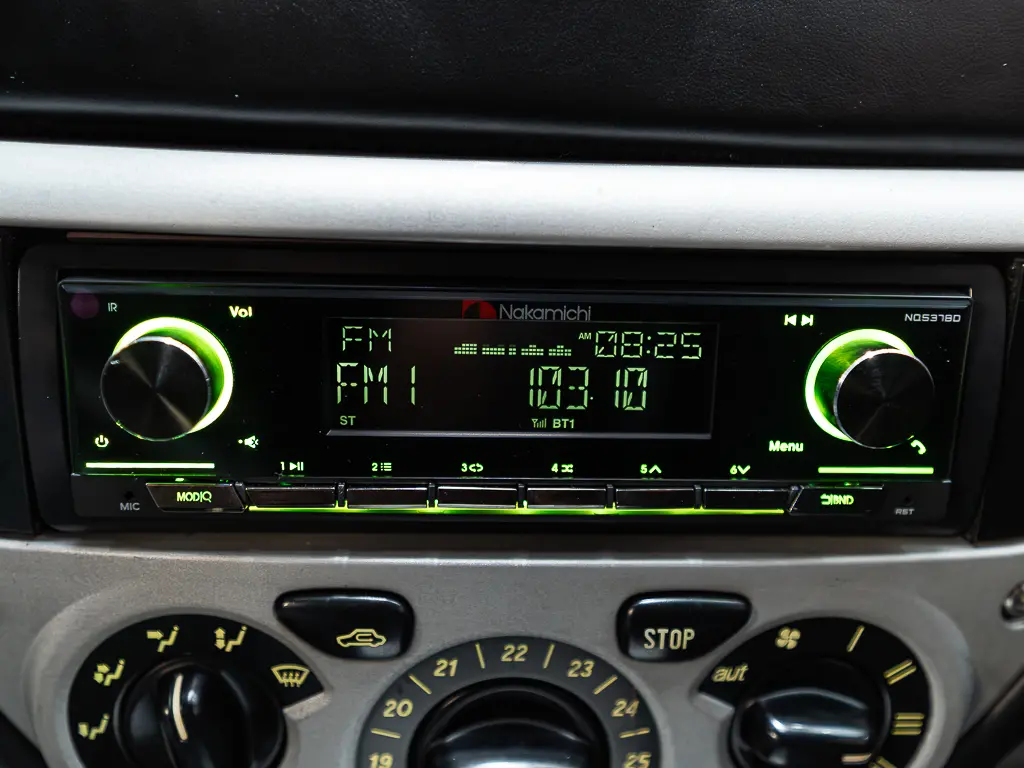 Nakamichi
IR
Vol
NQ537BD
FM
AM 08:25
FM1
103.10
ST
BT1
Menu
1
2
3
4
5
6
MIC
MOD
BND
RST
STOP
19
20
21
22
23
24
25
aut